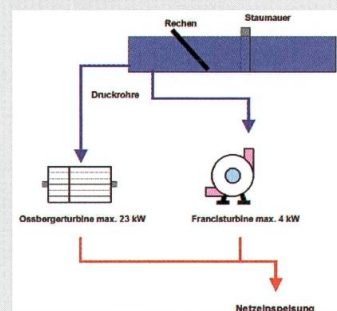 Staumauer
Rechen
Druckrohre
Ossbergerturbine max. 23 kW
Francisturbine max. 4 kW
Netzeinspeisung